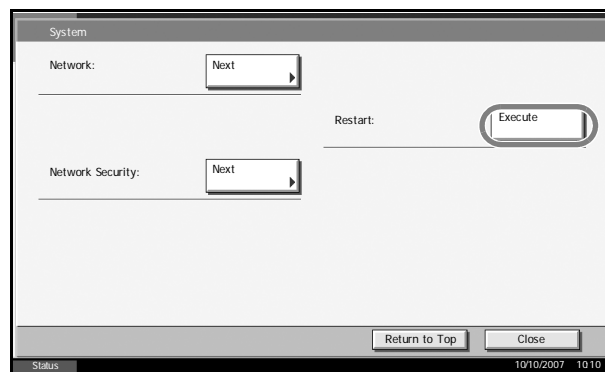 System
Network:
Next
Restart:
Execute
Network Security:
Next
Return to Top
Close
Status
10/10/2007 10:10